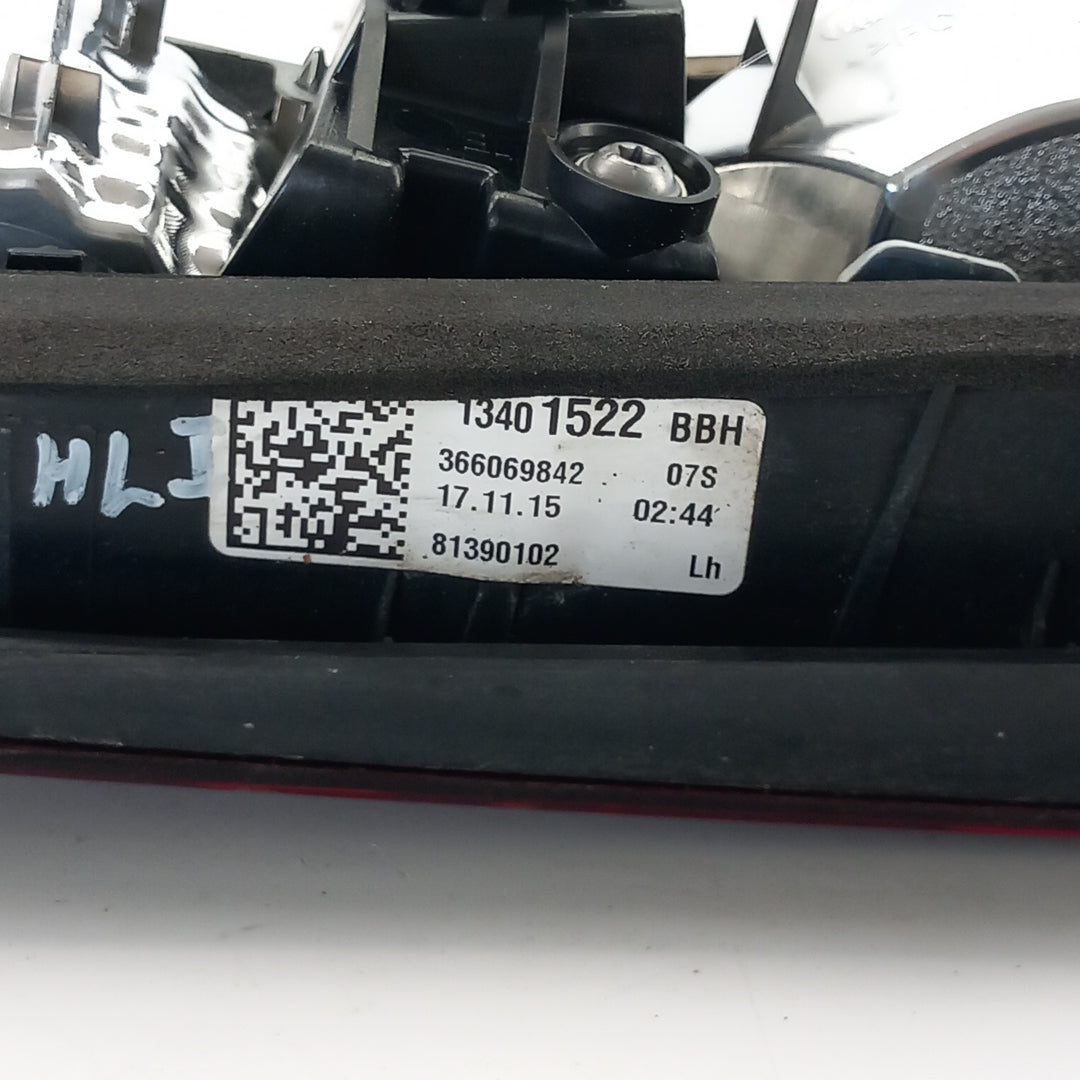 HLI
13401522 BBH
366069842 07S
17.11.15 02:44
81390102 Lh